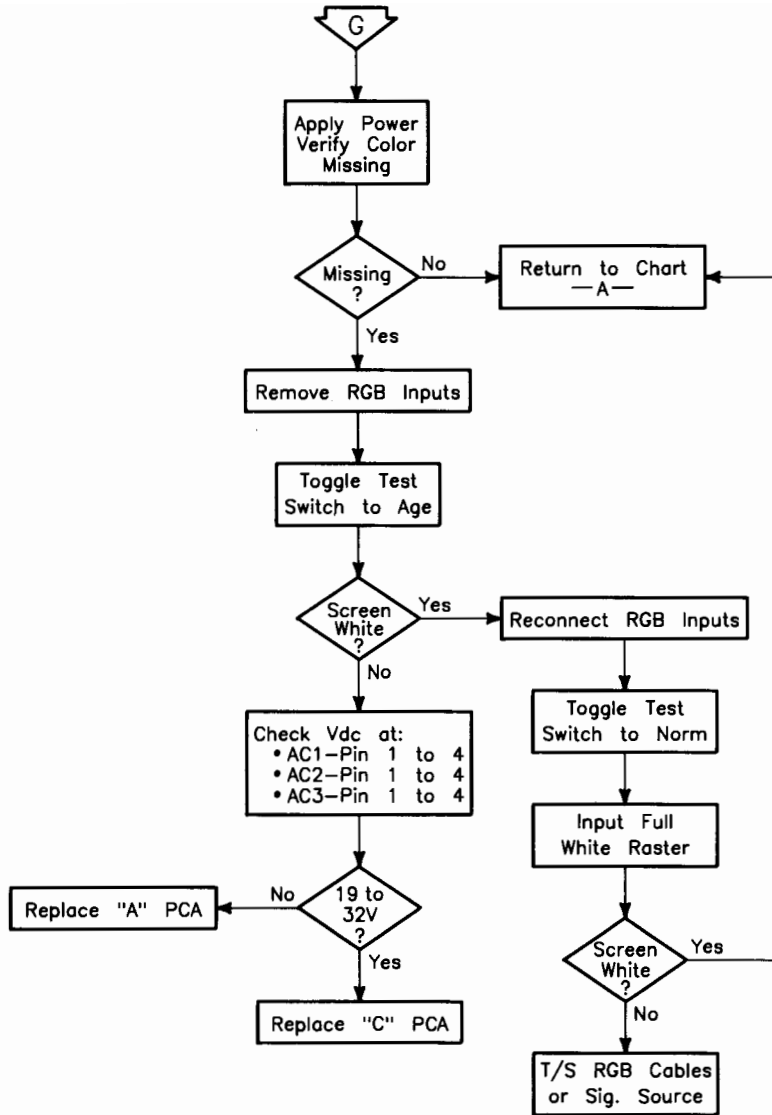 G
Apply Power
Verify Color
Missing
Missing
?
No
Return to Chart
—A—
Yes
Remove RGB Inputs
Toggle Test
Switch to Age
Screen
White
?
Yes
Reconnect RGB Inputs
No
Toggle Test
Switch to Norm
Check Vdc at:
• AC1-Pin 1 to 4
• AC2-Pin 1 to 4
• AC3-Pin 1 to 4
Input Full
White Raster
19 to
32V
?
No
Replace "A" PCA
Yes
Replace "C" PCA
Screen
White
?
Yes
No
T/S RGB Cables
or Sig. Source